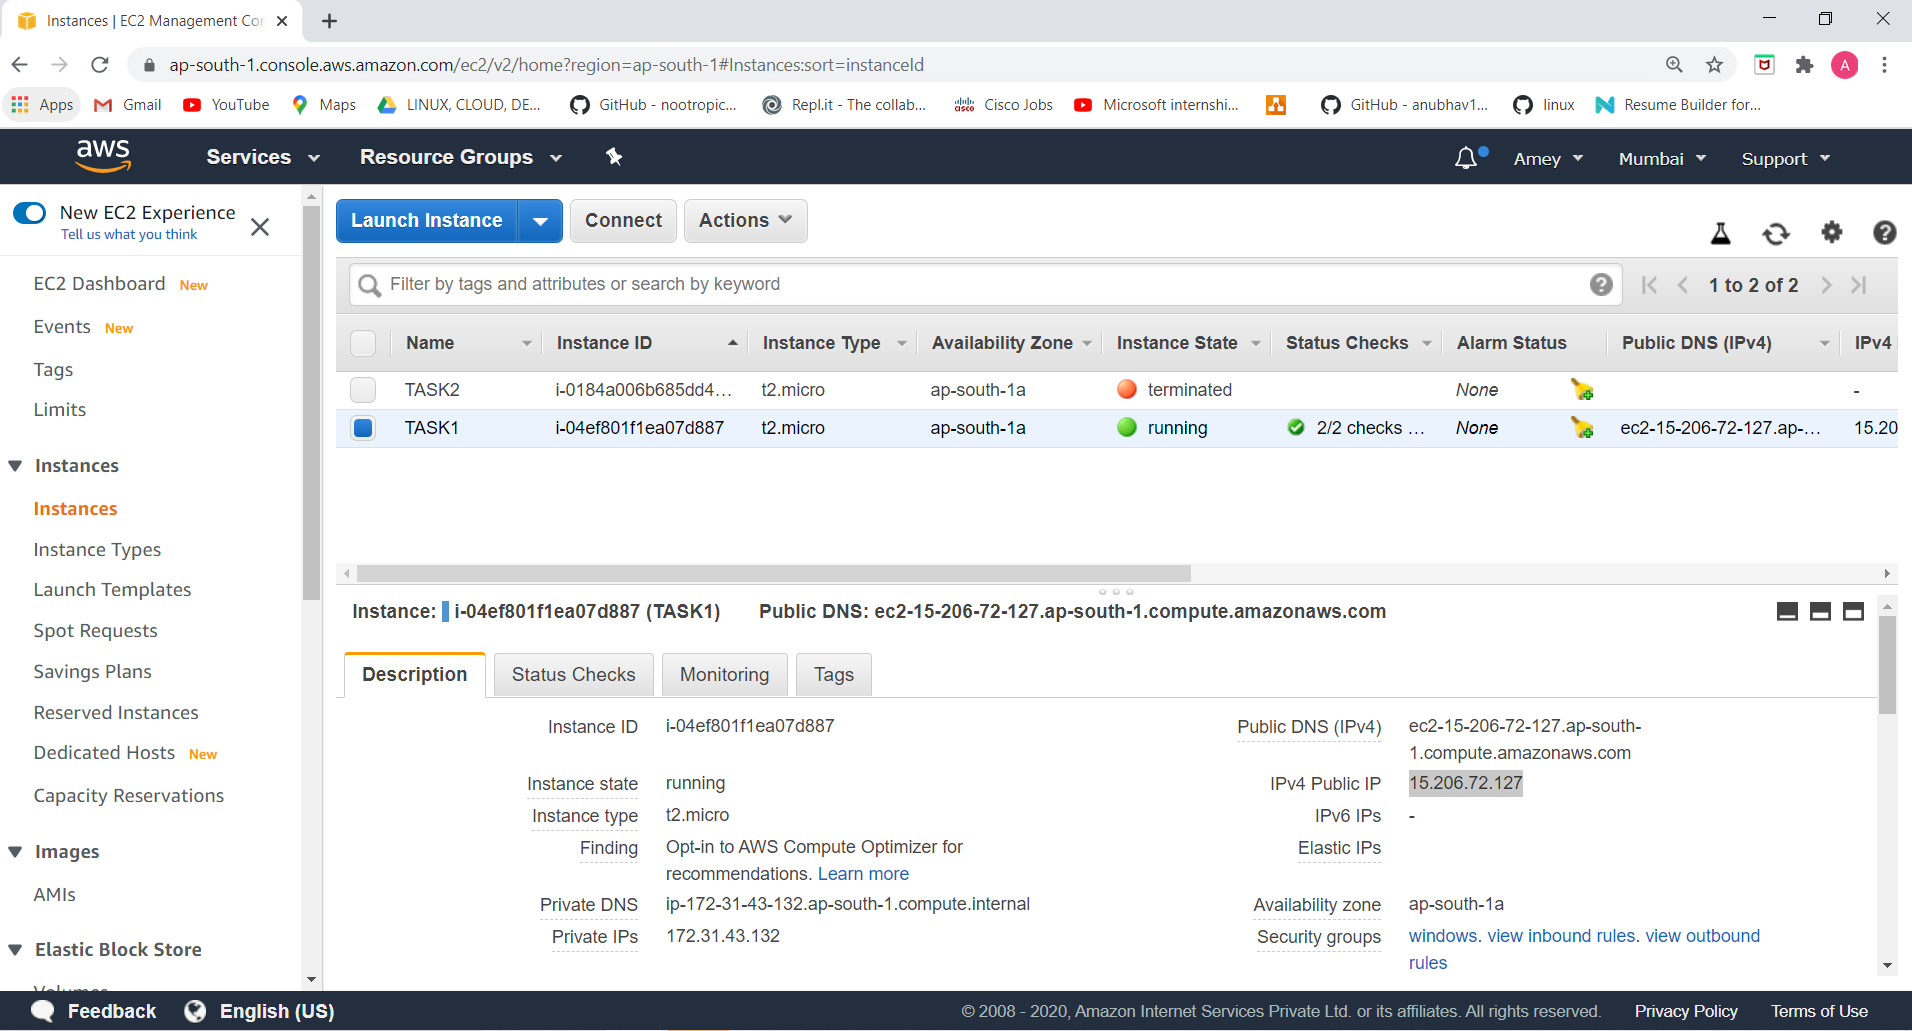 Instances | EC2 Management Cor
ap-south-1.console.aws.amazon.com/ec2/v2/home?region=ap-south-1#Instances:sort=instanceId
A
Apps Gmail YouTube Maps LINUX, CLOUD, DE... GitHub - nootropic... Repl.it - The collab... Cisco Jobs Microsoft internshi... GitHub - anubhav1... linux Resume Builder for...
aws Services Resource Groups Amey Mumbai Support
New EC2 Experience
Tell us what you think
EC2 Dashboard New
Events New
Tags
Limits
Instances
Instances
Instance Types
Launch Templates
Spot Requests
Savings Plans
Reserved Instances
Dedicated Hosts New
Capacity Reservations
Images
AMIs
Elastic Block Store
Volumes
Launch Instance Connect Actions
Filter by tags and attributes or search by keyword
1 to 2 of 2
Name Instance ID Instance Type Availability Zone Instance State Status Checks Alarm Status Public DNS (IPv4) IPv4
TASK2 i-0184a006b685dd4... t2.micro ap-south-1a terminated None -
TASK1 i-04ef801f1ea07d887 t2.micro ap-south-1a running 2/2 checks ... None ec2-15-206-72-127.ap-... 15.20
Instance: i-04ef801f1ea07d887 (TASK1) Public DNS: ec2-15-206-72-127.ap-south-1.compute.amazonaws.com
Description Status Checks Monitoring Tags
Instance ID i-04ef801f1ea07d887
Instance state running
Instance type t2.micro
Finding Opt-in to AWS Compute Optimizer for
recommendations. Learn more
Private DNS ip-172-31-43-132.ap-south-1.compute.internal
Private IPs 172.31.43.132
Public DNS (IPv4) ec2-15-206-72-127.ap-south-
1.compute.amazonaws.com
IPv4 Public IP 15.206.72.127
IPv6 IPs -
Elastic IPs
Availability zone ap-south-1a
Security groups windows. view inbound rules. view outbound
rules
Feedback English (US) © 2008 - 2020, Amazon Internet Services Private Ltd. or its affiliates. All rights reserved. Privacy Policy Terms of Use